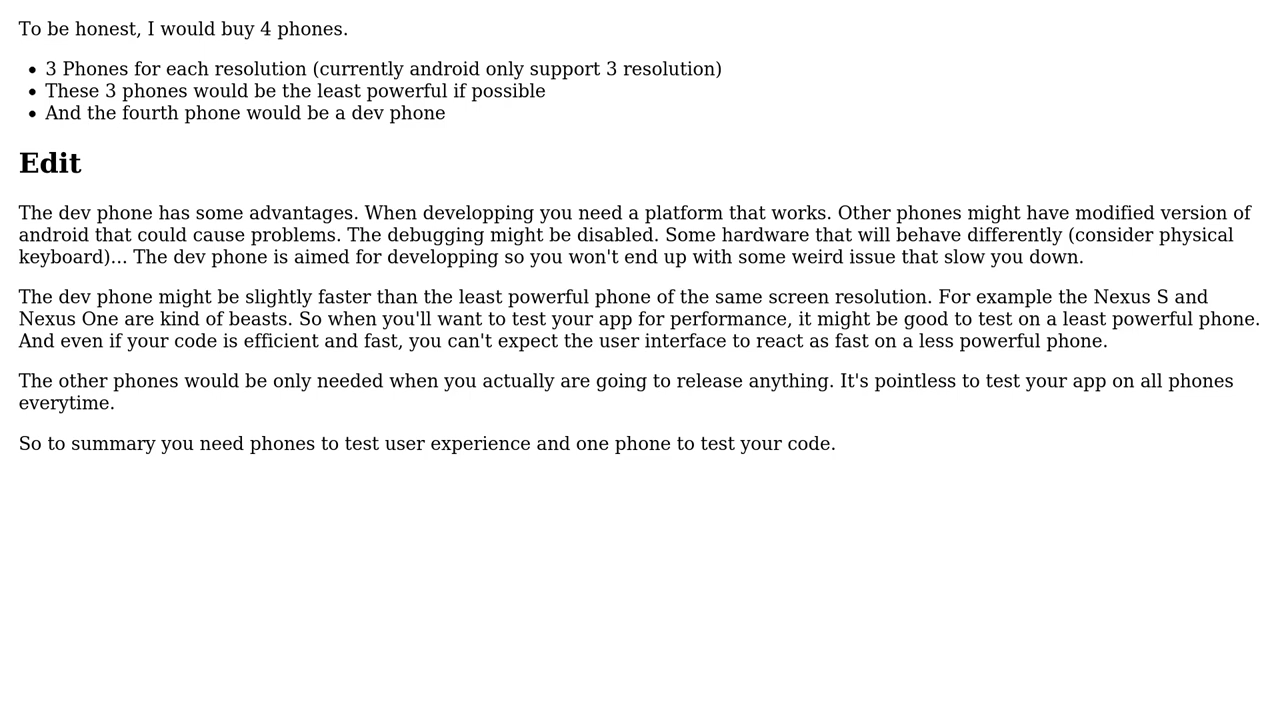 To be honest, I would buy 4 phones.
• 3 Phones for each resolution (currently android only support 3 resolution)
• These 3 phones would be the least powerful if possible
• And the fourth phone would be a dev phone
Edit
The dev phone has some advantages. When developping you need a platform that works. Other phones might have modified version of
android that could cause problems. The debugging might be disabled. Some hardware that will behave differently (consider physical
keyboard)... The dev phone is aimed for developping so you won't end up with some weird issue that slow you down.
The dev phone might be slightly faster than the least powerful phone of the same screen resolution. For example the Nexus S and
Nexus One are kind of beasts. So when you'll want to test your app for performance, it might be good to test on a least powerful phone.
And even if your code is efficient and fast, you can't expect the user interface to react as fast on a less powerful phone.
The other phones would be only needed when you actually are going to release anything. It's pointless to test your app on all phones
everytime.
So to summary you need phones to test user experience and one phone to test your code.